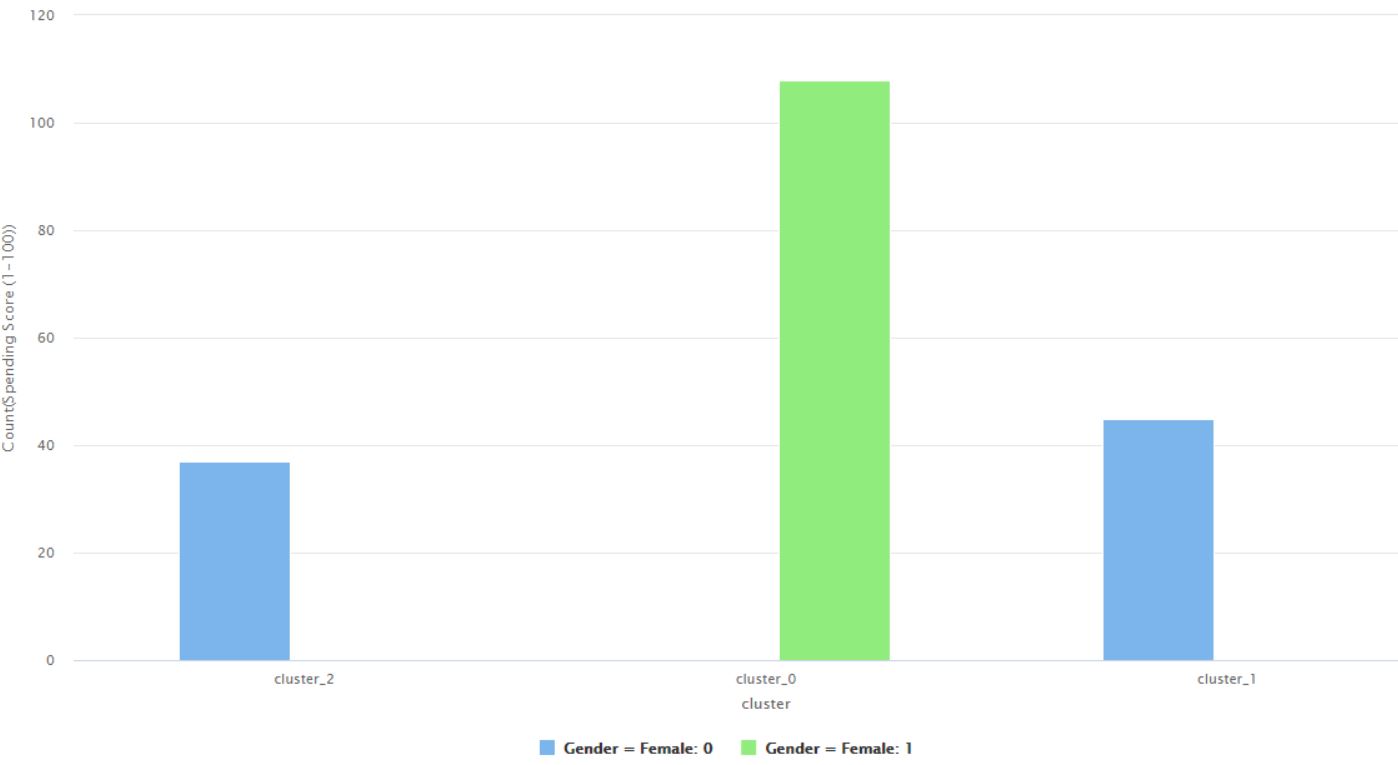 120
100
80
60
40
20
0
Count(Spending Score (1-100))
cluster_2 cluster_0 cluster_1
cluster
Gender = Female: 0 Gender = Female: 1